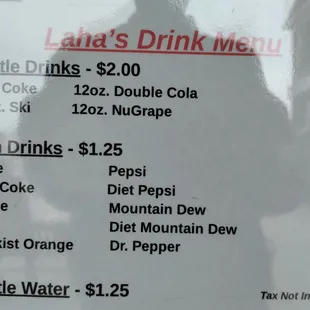 Laha's Drink Menu
tle Drinks - $2.00
Coke 12oz. Double Cola
. Ski 12oz. NuGrape
Drinks - $1.25
e Pepsi
Coke Diet Pepsi
e Mountain Dew
Diet Mountain Dew
kist Orange Dr. Pepper
tle Water - $1.25
Tax Not In